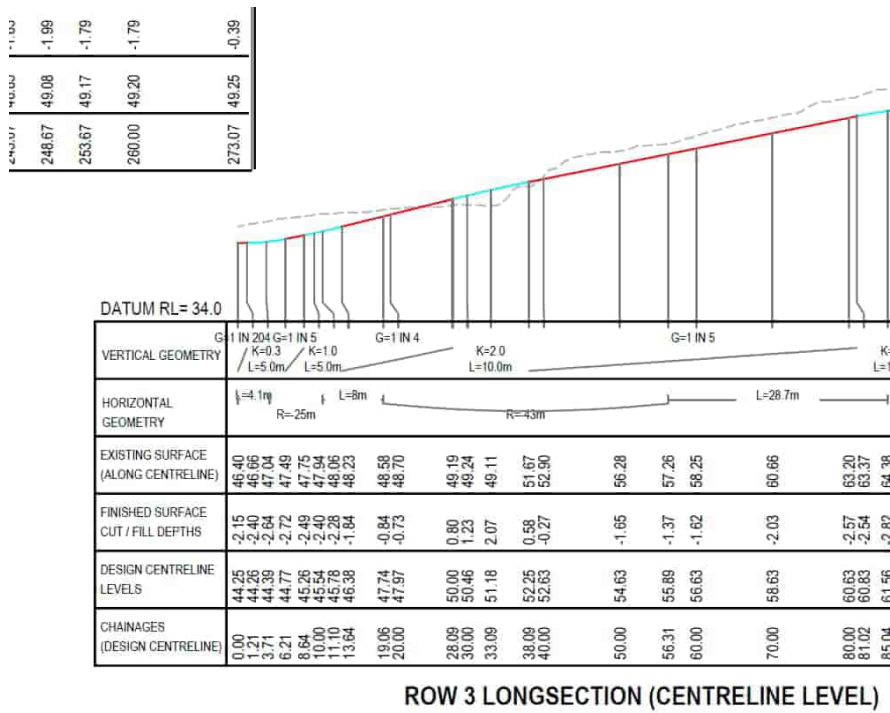 -1.99 -1.79 -1.79 -0.39
49.08 49.17 49.20 49.25
248.67 253.67 260.00 273.07
DATUM RL= 34.0
VERTICAL GEOMETRY
G=1 IN 204 G=1 IN 5 G=1 IN 4 G=1 IN 5
K=0.3 K=1.0 K=2.0 K=
L=5.0m L=5.0m L=10.0m L=1
HORIZONTAL
GEOMETRY
L=4.1m L=8m L=28.7m
R=-25m R=-43m
EXISTING SURFACE
(ALONG CENTRELINE)
46.40 46.66 47.04 47.49 47.75 47.94 48.06 48.23 48.58 48.70 49.19 49.24 49.11 51.67 52.90 56.28 57.26 58.25 60.66 63.20 63.37 64.38
FINISHED SURFACE
CUT / FILL DEPTHS
-2.15 -2.40 -2.64 -2.72 -2.49 -2.40 -2.28 -1.84 -0.84 -0.73 0.80 1.23 2.07 0.58 -0.27 -1.65 -1.37 -1.62 -2.03 -2.57 -2.54 -2.82
DESIGN CENTRELINE
LEVELS
44.25 44.26 44.39 44.77 45.26 45.54 45.78 46.38 47.74 47.97 50.00 50.46 51.18 52.25 52.63 54.63 55.89 56.63 58.63 60.63 60.83 61.56
CHAINAGES
(DESIGN CENTRELINE)
0.00 1.21 3.71 6.21 8.64 10.00 11.10 13.64 19.06 20.00 28.09 30.00 33.09 38.09 40.00 50.00 56.31 60.00 70.00 80.00 81.02 85.04
ROW 3 LONGSECTION (CENTRELINE LEVEL)